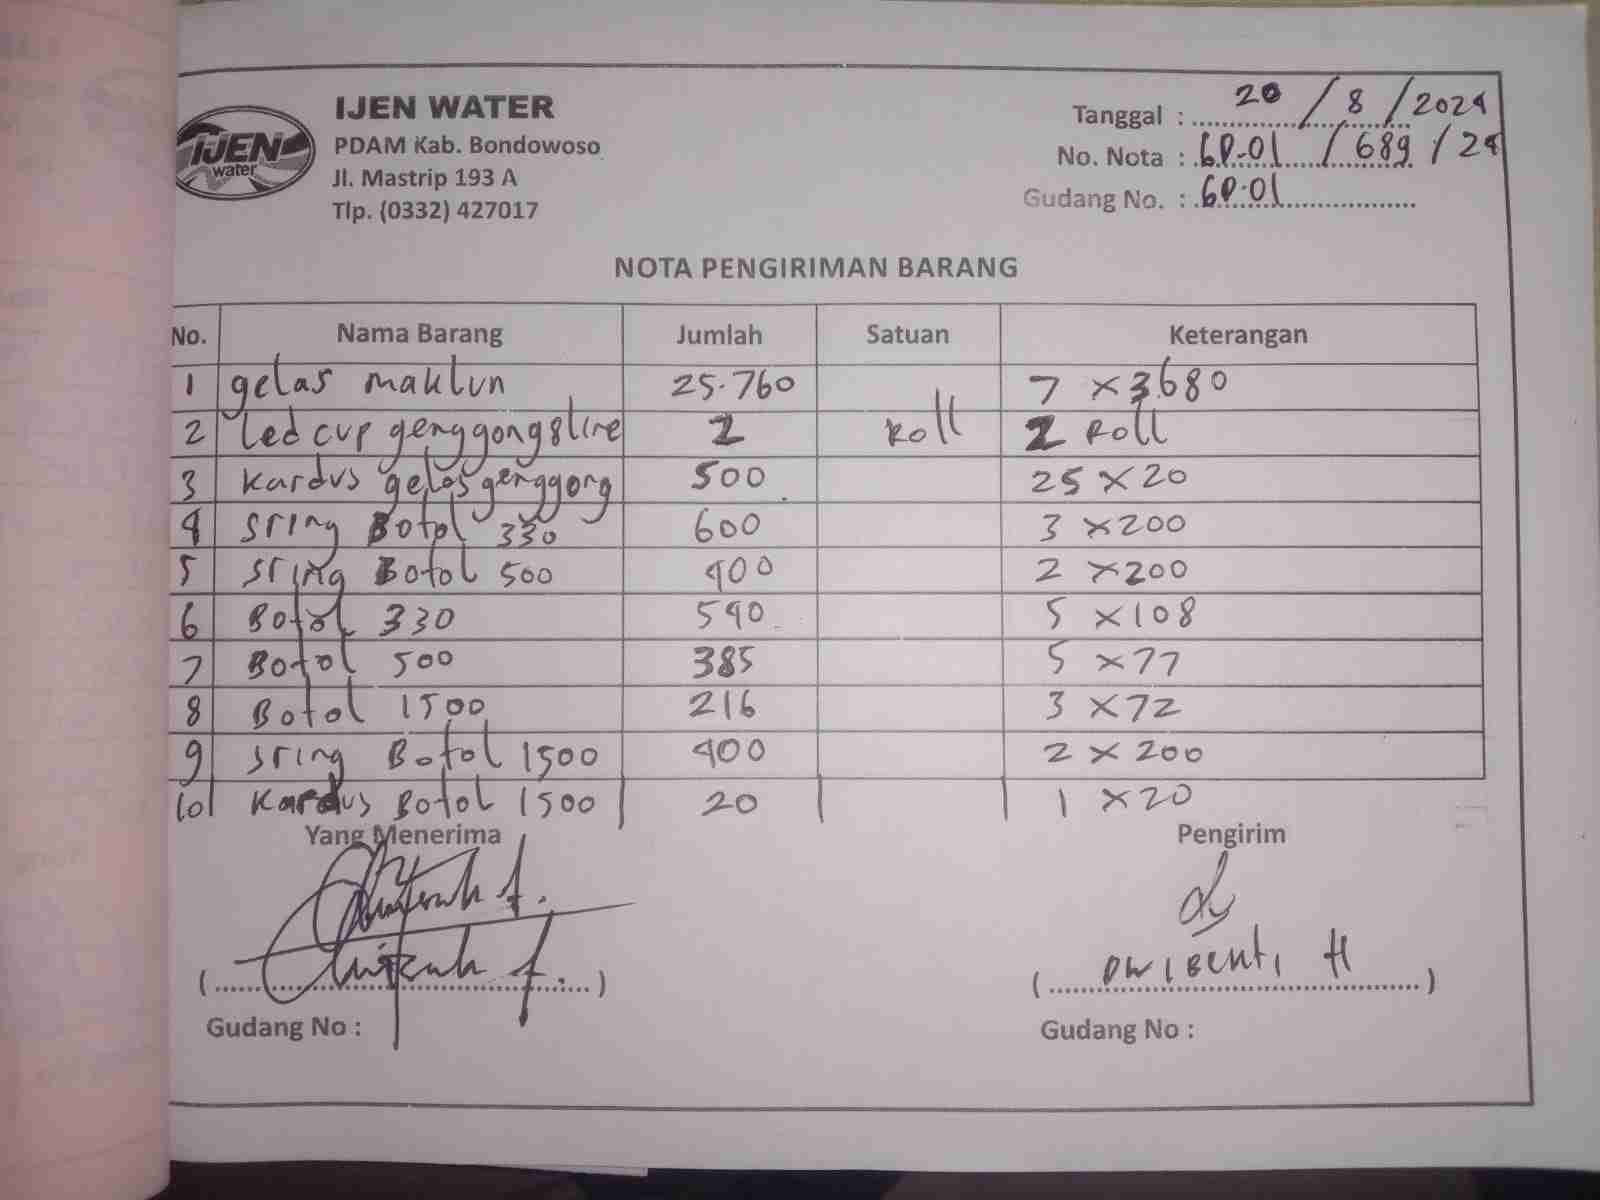 IJEN WATER
PDAM Kab. Bondowoso
Jl. Mastrip 193 A
Tlp. (0332) 427017
IJEN
water
Tanggal : 20 / 8 / 2024
No. Nota : GD.01 / 689 / 24
Gudang No. : GD.01
NOTA PENGIRIMAN BARANG
No. Nama Barang Jumlah Satuan Keterangan
1 gelas maklun 25.760 7 x 3680
2 led cup genggong 8 line 2 Roll 2 Roll
3 kardus gelas genggong 500 25 x 20
4 sring Botol 330 600 3 x 200
5 sring Botol 500 400 2 x 200
6 Botol 330 540 5 x 108
7 Botol 500 385 5 x 77
8 Botol 1500 216 3 x 72
9 sring Botol 1500 400 2 x 200
10 kardus Botol 1500 20 1 x 20
Yang Menerima Pengirim
( ) ( DWI BEKTI H )
Gudang No : Gudang No :